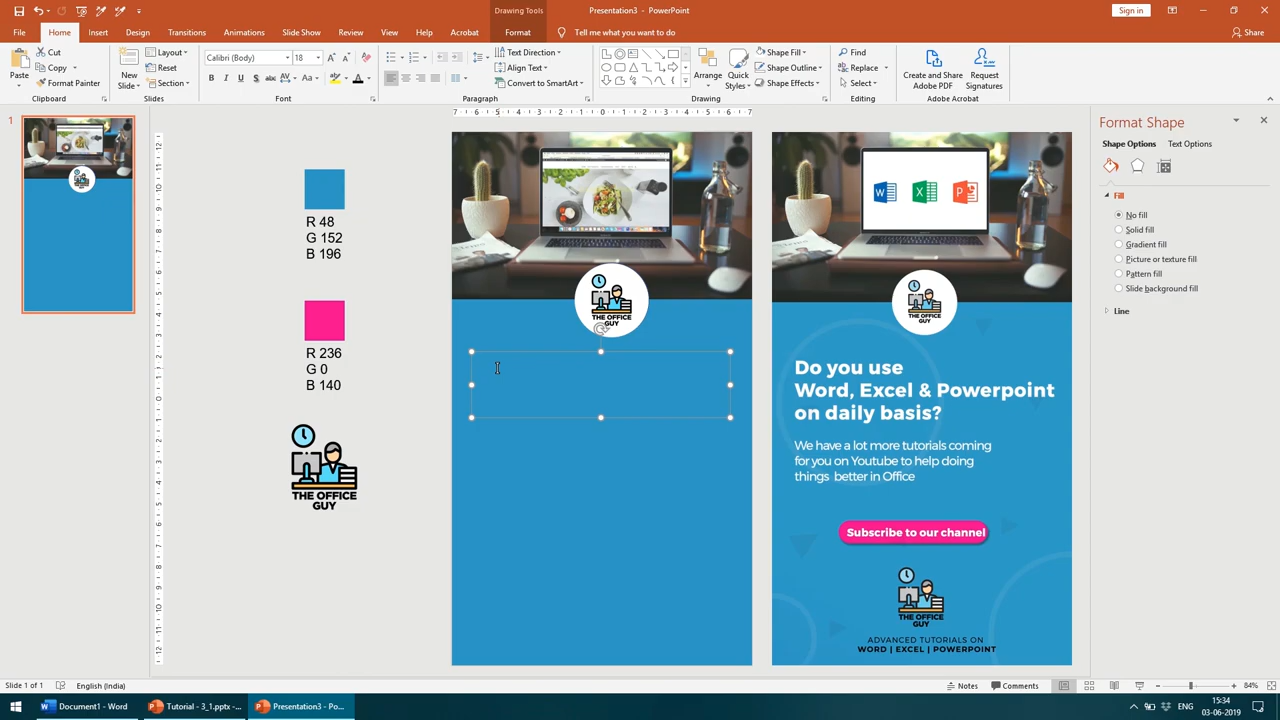 Drawing Tools
Presentation3 - PowerPoint
Sign in
File
Home
Insert
Design
Transitions
Animations
Slide Show
Review
View
Help
Acrobat
Format
Tell me what you want to do
Share
Paste
Cut
Copy
Format Painter
Clipboard
New
Slide
Layout
Reset
Section
Slides
Calibri (Body)
18
Font
Text Direction
Align Text
Convert to SmartArt
Paragraph
Arrange
Quick
Styles
Shape Fill
Shape Outline
Shape Effects
Drawing
Find
Replace
Select
Editing
Create and Share
Adobe PDF
Request
Signatures
Adobe Acrobat
1
R 48
G 152
B 196
R 236
G 0
B 140
THE OFFICE
GUY
THE OFFICE
GUY
THE OFFICE
GUY
Do you use
Word, Excel & Powerpoint
on daily basis?
We have a lot more tutorials coming
for you on Youtube to help doing
things better in Office
Subscribe to our channel
THE OFFICE
GUY
ADVANCED TUTORIALS ON
WORD | EXCEL | POWERPOINT
Format Shape
Shape Options
Text Options
Fill
No fill
Solid fill
Gradient fill
Picture or texture fill
Pattern fill
Slide background fill
Line
Slide 1 of 1
English (India)
Notes
Comments
84%
Document1 - Word
Tutorial - 3_1.pptx -...
Presentation3 - Po...
ENG
15:34
03-06-2019